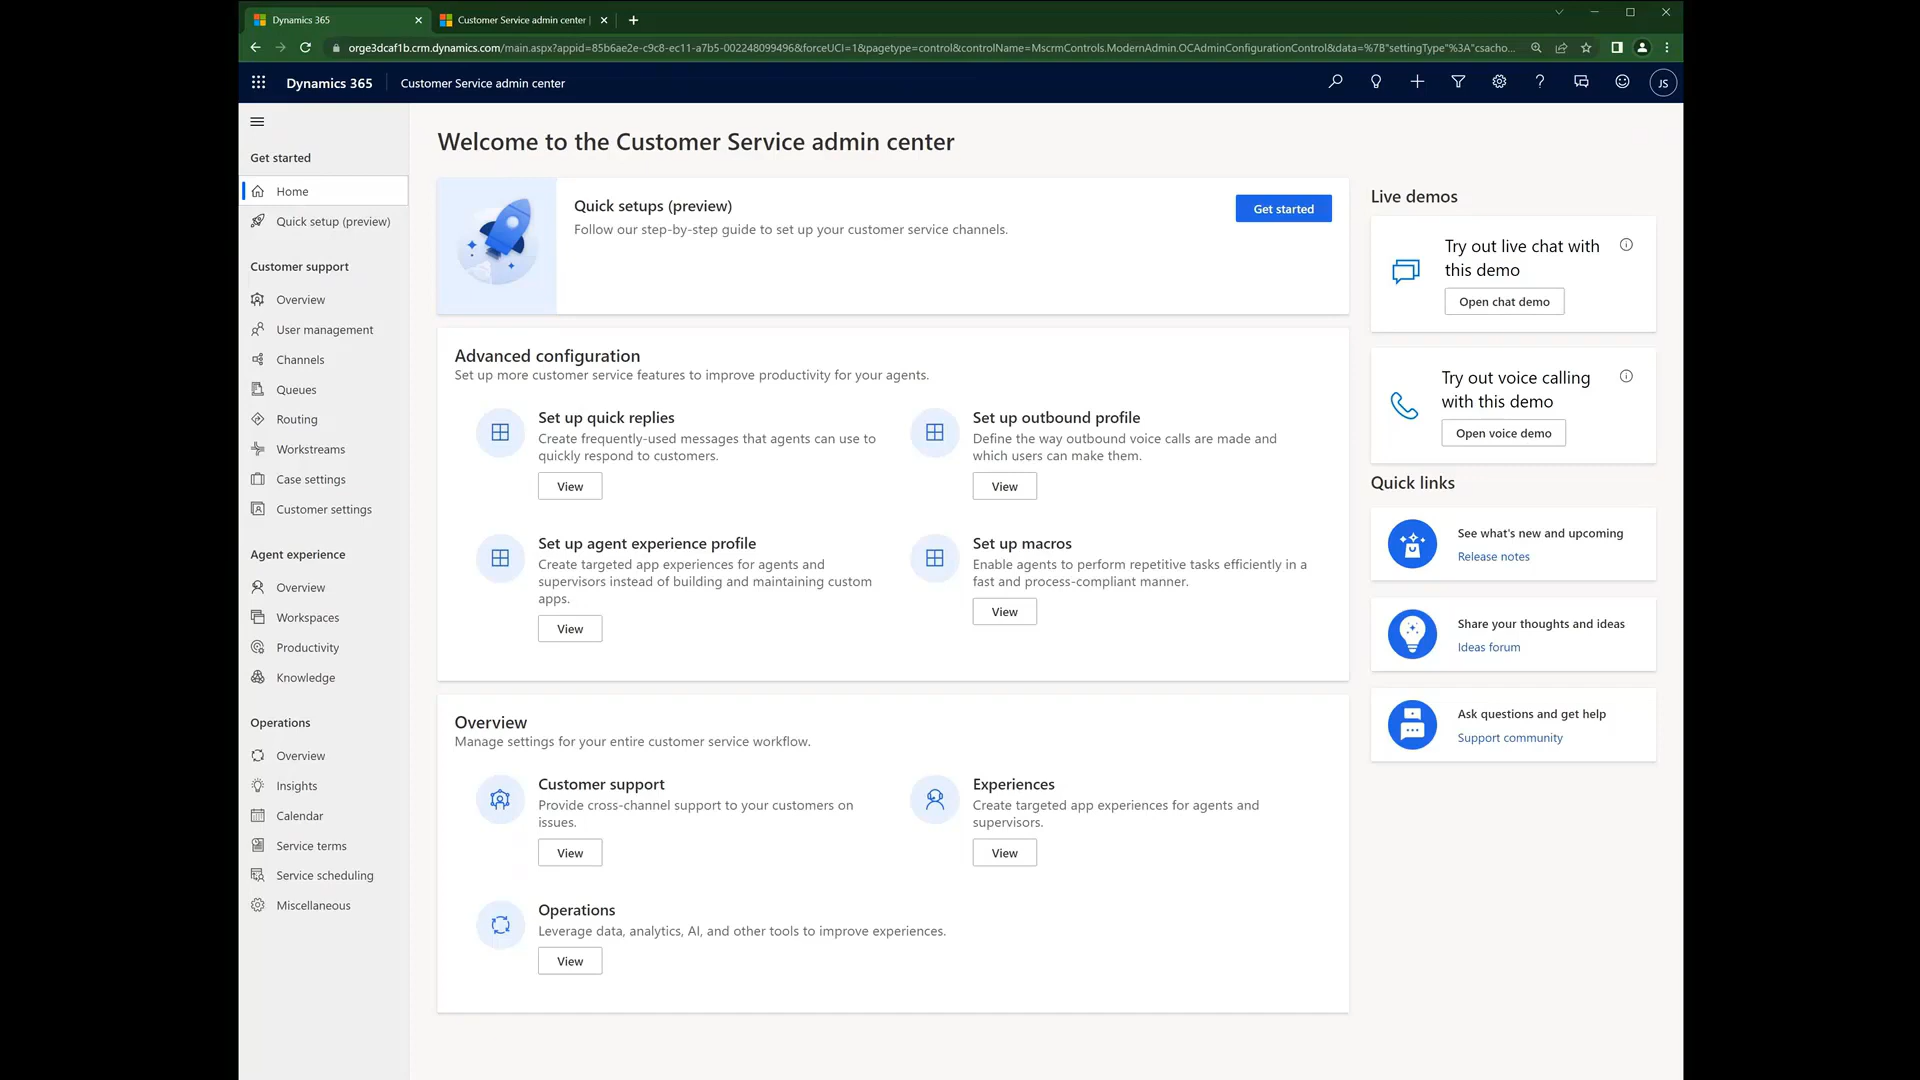 Dynamics 365
Customer Service admin center |
orge3dcaf1b.crm.dynamics.com/main.aspx?appid=85b6ae2e-c9c8-ec11-a7b5-002248099496&forceUCI=1&pagetype=control&controlName=MscrmControls.ModernAdmin.OCAdminConfigurationControl&data=%7B"settingType"%3A"csacho...
Dynamics 365
Customer Service admin center
JS
Get started
Home
Quick setup (preview)
Customer support
Overview
User management
Channels
Queues
Routing
Workstreams
Case settings
Customer settings
Agent experience
Overview
Workspaces
Productivity
Knowledge
Operations
Overview
Insights
Calendar
Service terms
Service scheduling
Miscellaneous
Welcome to the Customer Service admin center
Quick setups (preview)
Follow our step-by-step guide to set up your customer service channels.
Get started
Advanced configuration
Set up more customer service features to improve productivity for your agents.
Set up quick replies
Create frequently-used messages that agents can use to
quickly respond to customers.
View
Set up outbound profile
Define the way outbound voice calls are made and
which users can make them.
View
Set up agent experience profile
Create targeted app experiences for agents and
supervisors instead of building and maintaining custom
apps.
View
Set up macros
Enable agents to perform repetitive tasks efficiently in a
fast and process-compliant manner.
View
Overview
Manage settings for your entire customer service workflow.
Customer support
Provide cross-channel support to your customers on
issues.
View
Experiences
Create targeted app experiences for agents and
supervisors.
View
Operations
Leverage data, analytics, AI, and other tools to improve experiences.
View
Live demos
Try out live chat with
this demo
Open chat demo
Try out voice calling
with this demo
Open voice demo
Quick links
See what's new and upcoming
Release notes
Share your thoughts and ideas
Ideas forum
Ask questions and get help
Support community